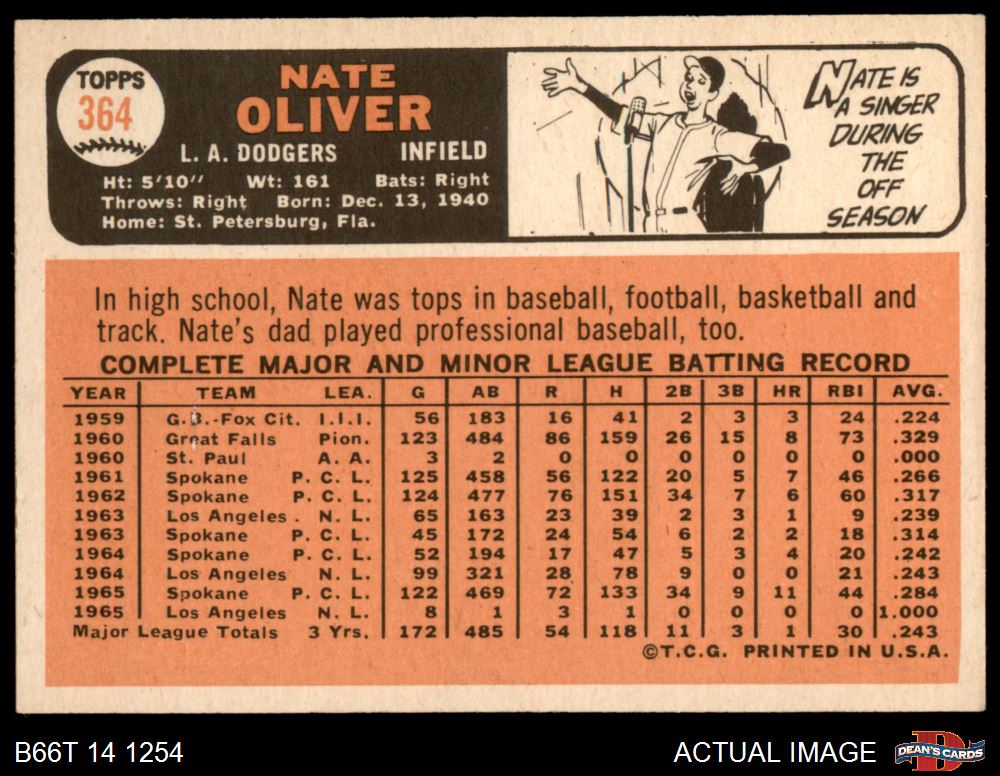 TOPPS
364
NATE
OLIVER
L. A. DODGERS INFIELD
Ht: 5'10" Wt: 161 Bats: Right
Throws: Right Born: Dec. 13, 1940
Home: St. Petersburg, Fla.
NATE IS
A SINGER
DURING
THE
OFF
SEASON
In high school, Nate was tops in baseball, football, basketball and
track. Nate's dad played professional baseball, too.
COMPLETE MAJOR AND MINOR LEAGUE BATTING RECORD
YEAR TEAM LEA. G AB R H 2B 3B HR RBI AVG.
1959 G.B.-Fox Cit. I.I.I. 56 183 16 41 2 3 3 24 .224
1960 Great Falls Pion. 123 484 86 159 26 15 8 73 .329
1960 St. Paul A. A. 3 2 0 0 0 0 0 0 .000
1961 Spokane P. C. L. 125 458 56 122 20 5 7 46 .266
1962 Spokane P. C. L. 124 477 76 151 34 7 6 60 .317
1963 Los Angeles . N. L. 65 163 23 39 2 3 1 9 .239
1963 Spokane P. C. L. 45 172 24 54 6 2 2 18 .314
1964 Spokane P. C. L. 52 194 17 47 5 3 4 20 .242
1964 Los Angeles N. L. 99 321 28 78 9 0 0 21 .243
1965 Spokane P. C. L. 122 469 72 133 34 9 11 44 .284
1965 Los Angeles N. L. 8 1 3 1 0 0 0 0 1.000
Major League Totals 3 Yrs. 172 485 54 118 11 3 1 30 .243
©T.C.G. PRINTED IN U.S.A.
B66T 14 1254
ACTUAL IMAGE
D
DEAN'S CARDS